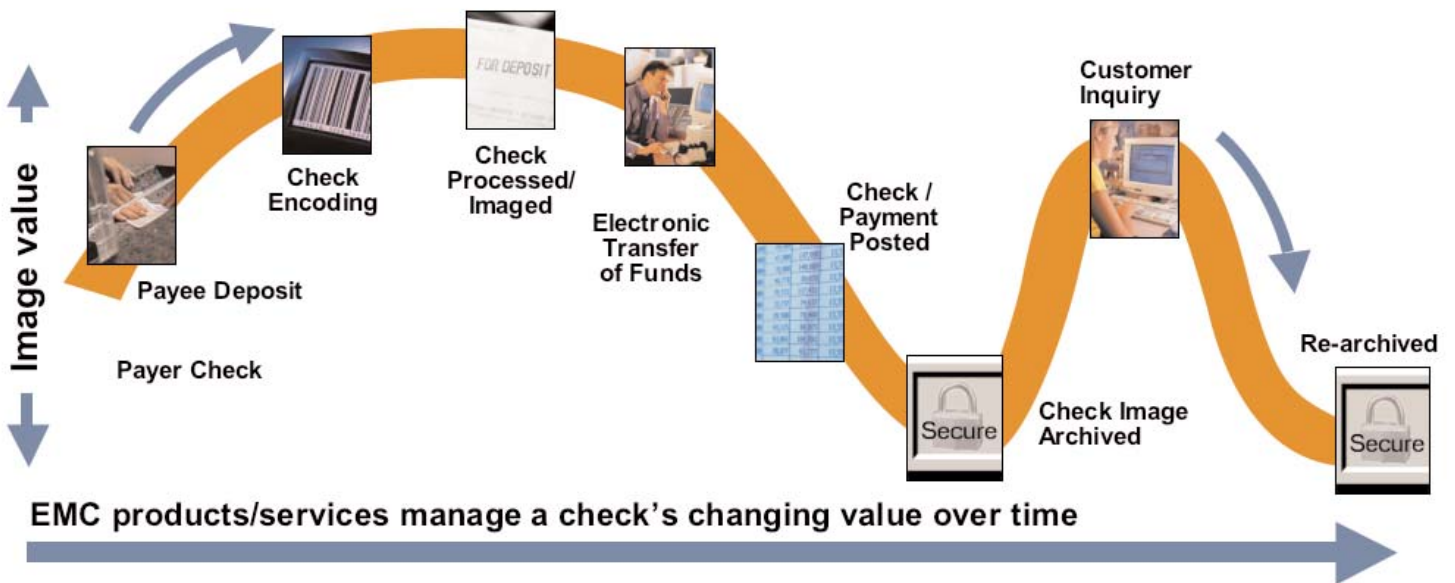 Image value
Payee Deposit
Payer Check
Check
Encoding
FOR DEPOSIT
Check
Processed/
Imaged
Electronic
Transfer
of Funds
Check /
Payment
Posted
Secure
Check Image
Archived
Customer
Inquiry
Re-archived
Secure
EMC products/services manage a check's changing value over time